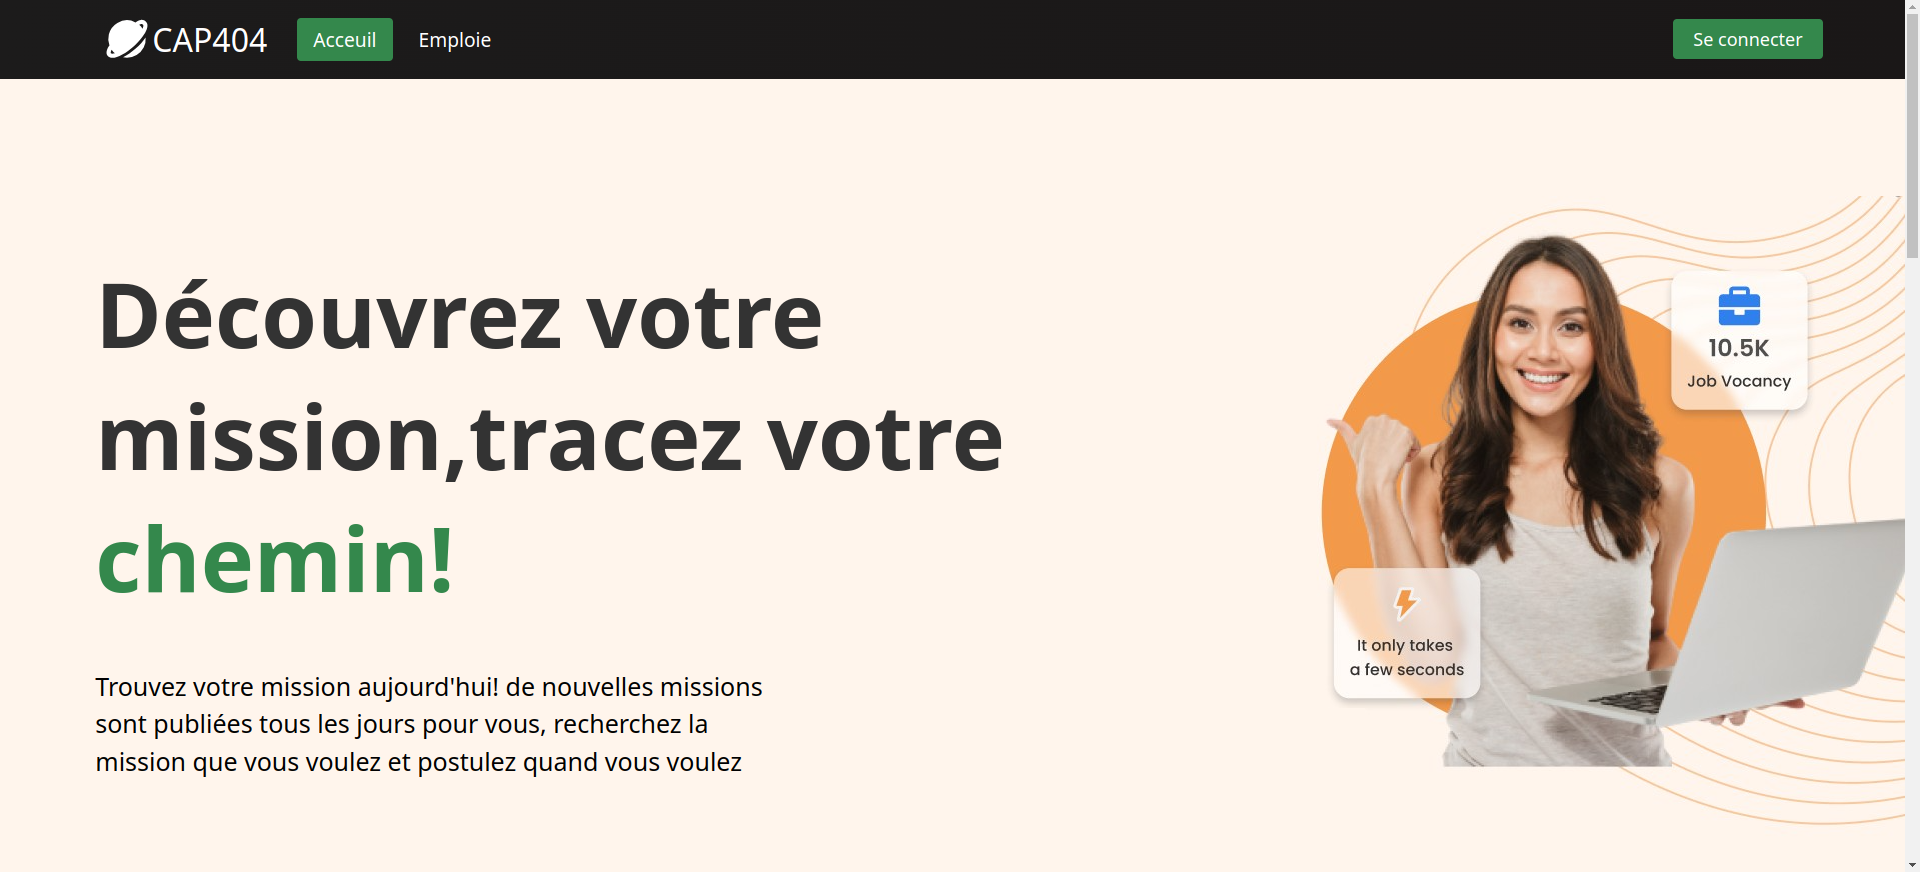 CAP404
Acceuil
Emploie
Se connecter
Découvrez votre
mission,tracez votre
chemin!
Trouvez votre mission aujourd'hui! de nouvelles missions
sont publiées tous les jours pour vous, recherchez la
mission que vous voulez et postulez quand vous voulez
10.5K
Job Vocancy
It only takes
a few seconds